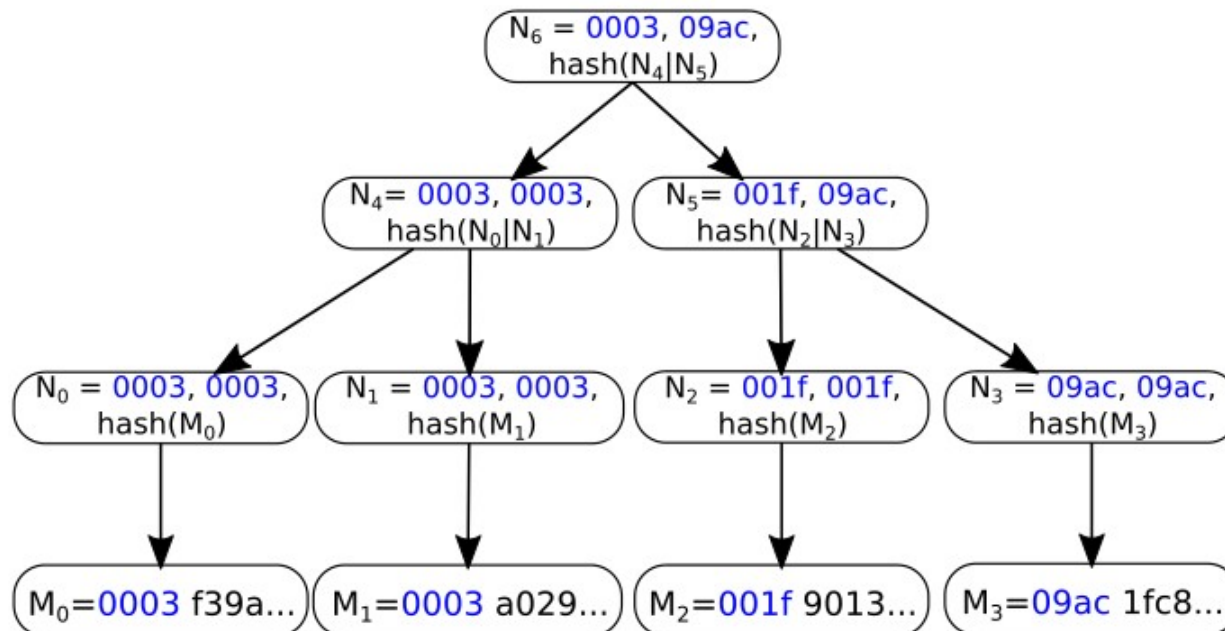 N₆ = 0003, 09ac,
hash(N₄|N₅)
N₄= 0003, 0003,
hash(N₀|N₁)
N₅= 001f, 09ac,
hash(N₂|N₃)
N₀ = 0003, 0003,
hash(M₀)
N₁ = 0003, 0003,
hash(M₁)
N₂ = 001f, 001f,
hash(M₂)
N₃ = 09ac, 09ac,
hash(M₃)
M₀=0003 f39a...
M₁=0003 a029...
M₂=001f 9013...
M₃=09ac 1fc8...